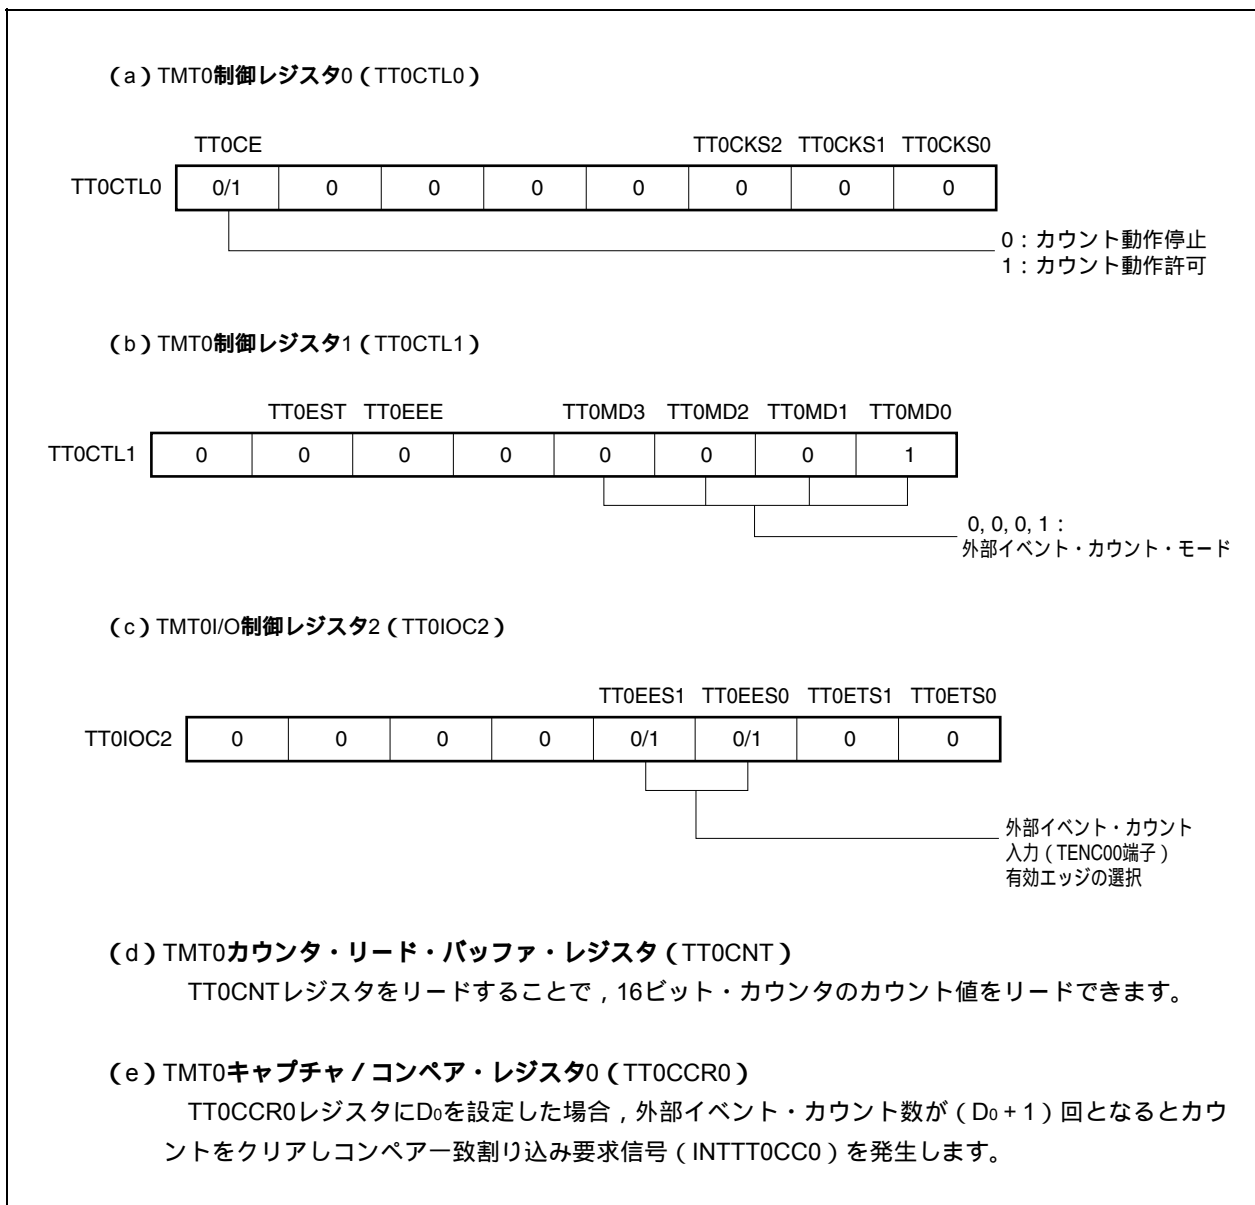 (a)TMT0制御レジスタ0(TT0CTL0)
TT0CE TT0CKS2 TT0CKS1 TT0CKS0
TT0CTL0 0/1 0 0 0 0 0 0 0
0：カウント動作停止
1：カウント動作許可
(b)TMT0制御レジスタ1(TT0CTL1)
TT0EST TT0EEE TT0MD3 TT0MD2 TT0MD1 TT0MD0
TT0CTL1 0 0 0 0 0 0 0 1
0, 0, 0, 1：
外部イベント・カウント・モード
(c)TMT0I/O制御レジスタ2(TT0IOC2)
TT0EES1 TT0EES0 TT0ETS1 TT0ETS0
TT0IOC2 0 0 0 0 0/1 0/1 0 0
外部イベント・カウント
入力(TENC00端子)
有効エッジの選択
(d)TMT0カウンタ・リード・バッファ・レジスタ(TT0CNT)
TT0CNTレジスタをリードすることで，16ビット・カウンタのカウント値をリードできます。
(e)TMT0キャプチャ／コンペア・レジスタ0(TT0CCR0)
TT0CCR0レジスタにD0を設定した場合，外部イベント・カウント数が(D0＋1)回となるとカウ
ントをクリアしコンペア一致割り込み要求信号(INTTT0CC0)を発生します。